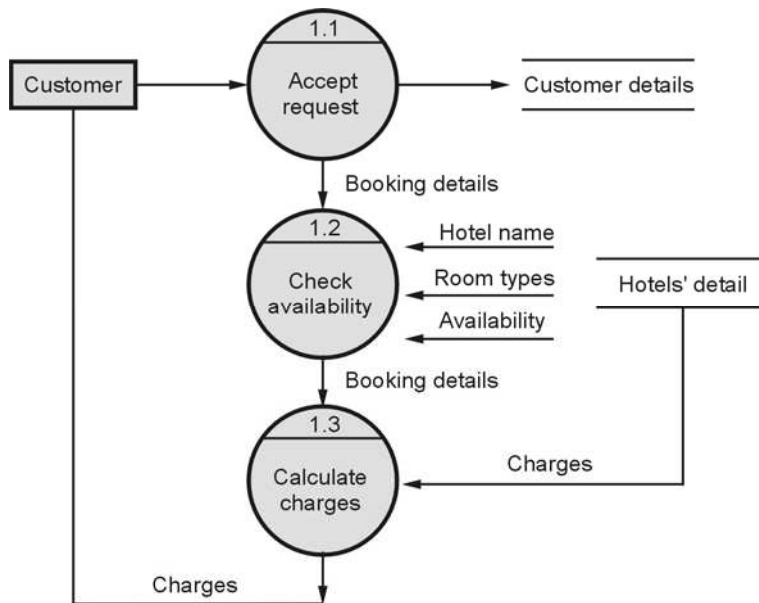 1.1
Customer
Accept
request
Customer details
Booking details
1.2
Hotel name
Check
availability
Room types
Hotels' detail
Availability
Booking details
1.3
Calculate
charges
Charges
Charges